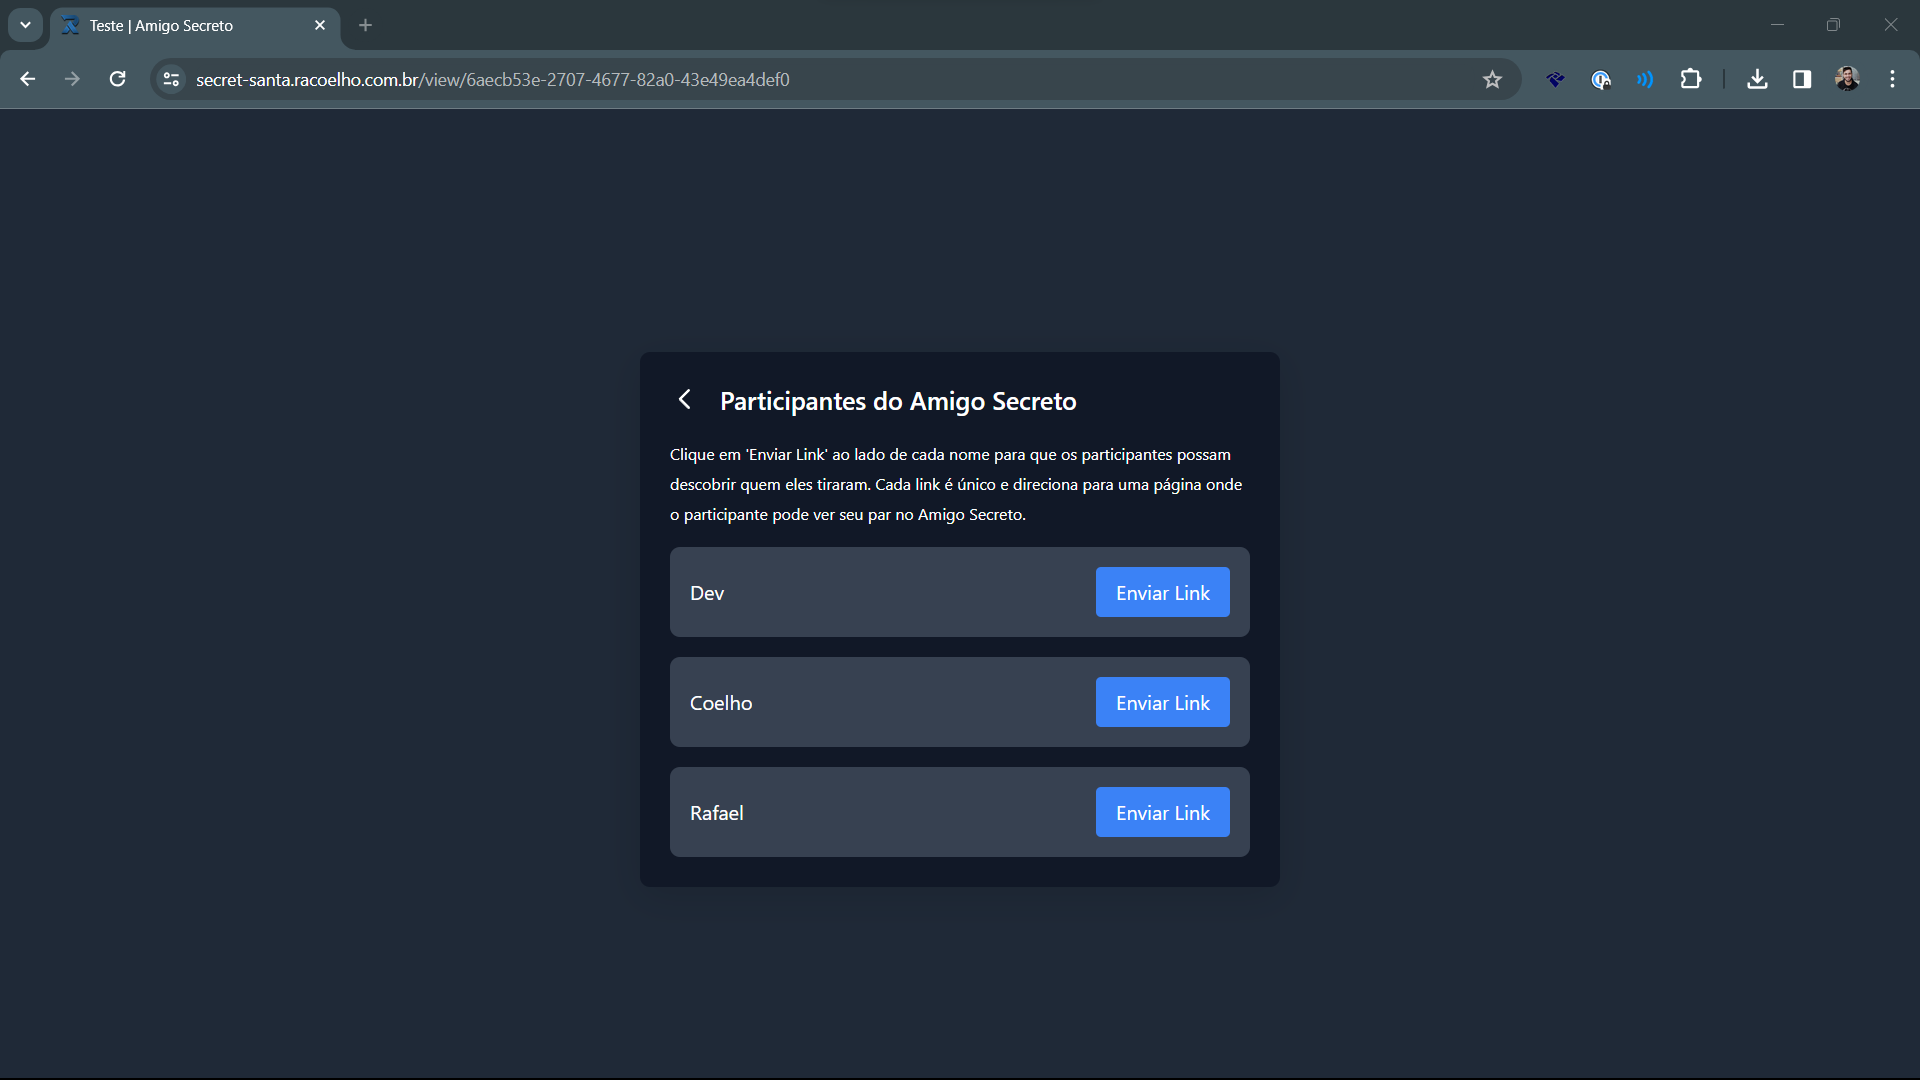 Teste | Amigo Secreto
secret-santa.racoelho.com.br/view/6aecb53e-2707-4677-82a0-43e49ea4def0
Participantes do Amigo Secreto
Clique em 'Enviar Link' ao lado de cada nome para que os participantes possam
descobrir quem eles tiraram. Cada link é único e direciona para uma página onde
o participante pode ver seu par no Amigo Secreto.
Dev
Enviar Link
Coelho
Enviar Link
Rafael
Enviar Link